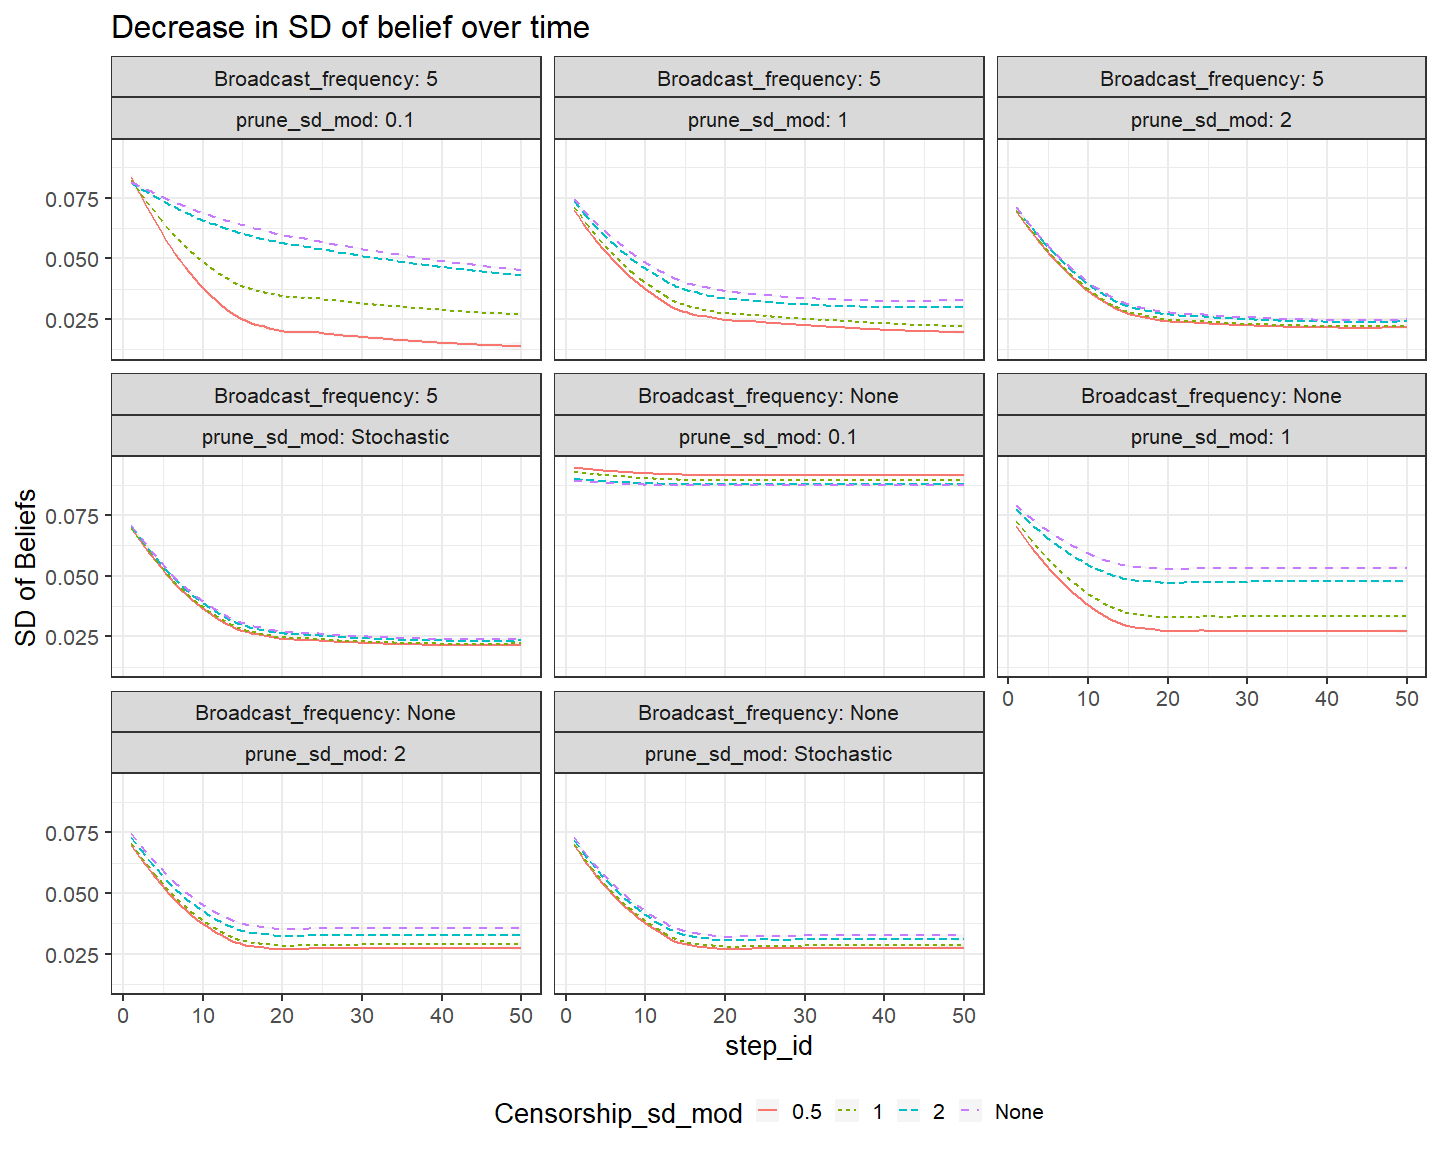 Decrease in SD of belief over time
Broadcast_frequency: 5
prune_sd_mod: 0.1
Broadcast_frequency: 5
prune_sd_mod: 1
Broadcast_frequency: 5
prune_sd_mod: 2
0.075
0.050
0.025
Broadcast_frequency: 5
prune_sd_mod: Stochastic
Broadcast_frequency: None
prune_sd_mod: 0.1
Broadcast_frequency: None
prune_sd_mod: 1
SD of Beliefs
0.075
0.050
0.025
0 10 20 30 40 50
Broadcast_frequency: None
prune_sd_mod: 2
Broadcast_frequency: None
prune_sd_mod: Stochastic
0.075
0.050
0.025
0 10 20 30 40 50
0 10 20 30 40 50
step_id
Censorship_sd_mod 0.5 1 2 None